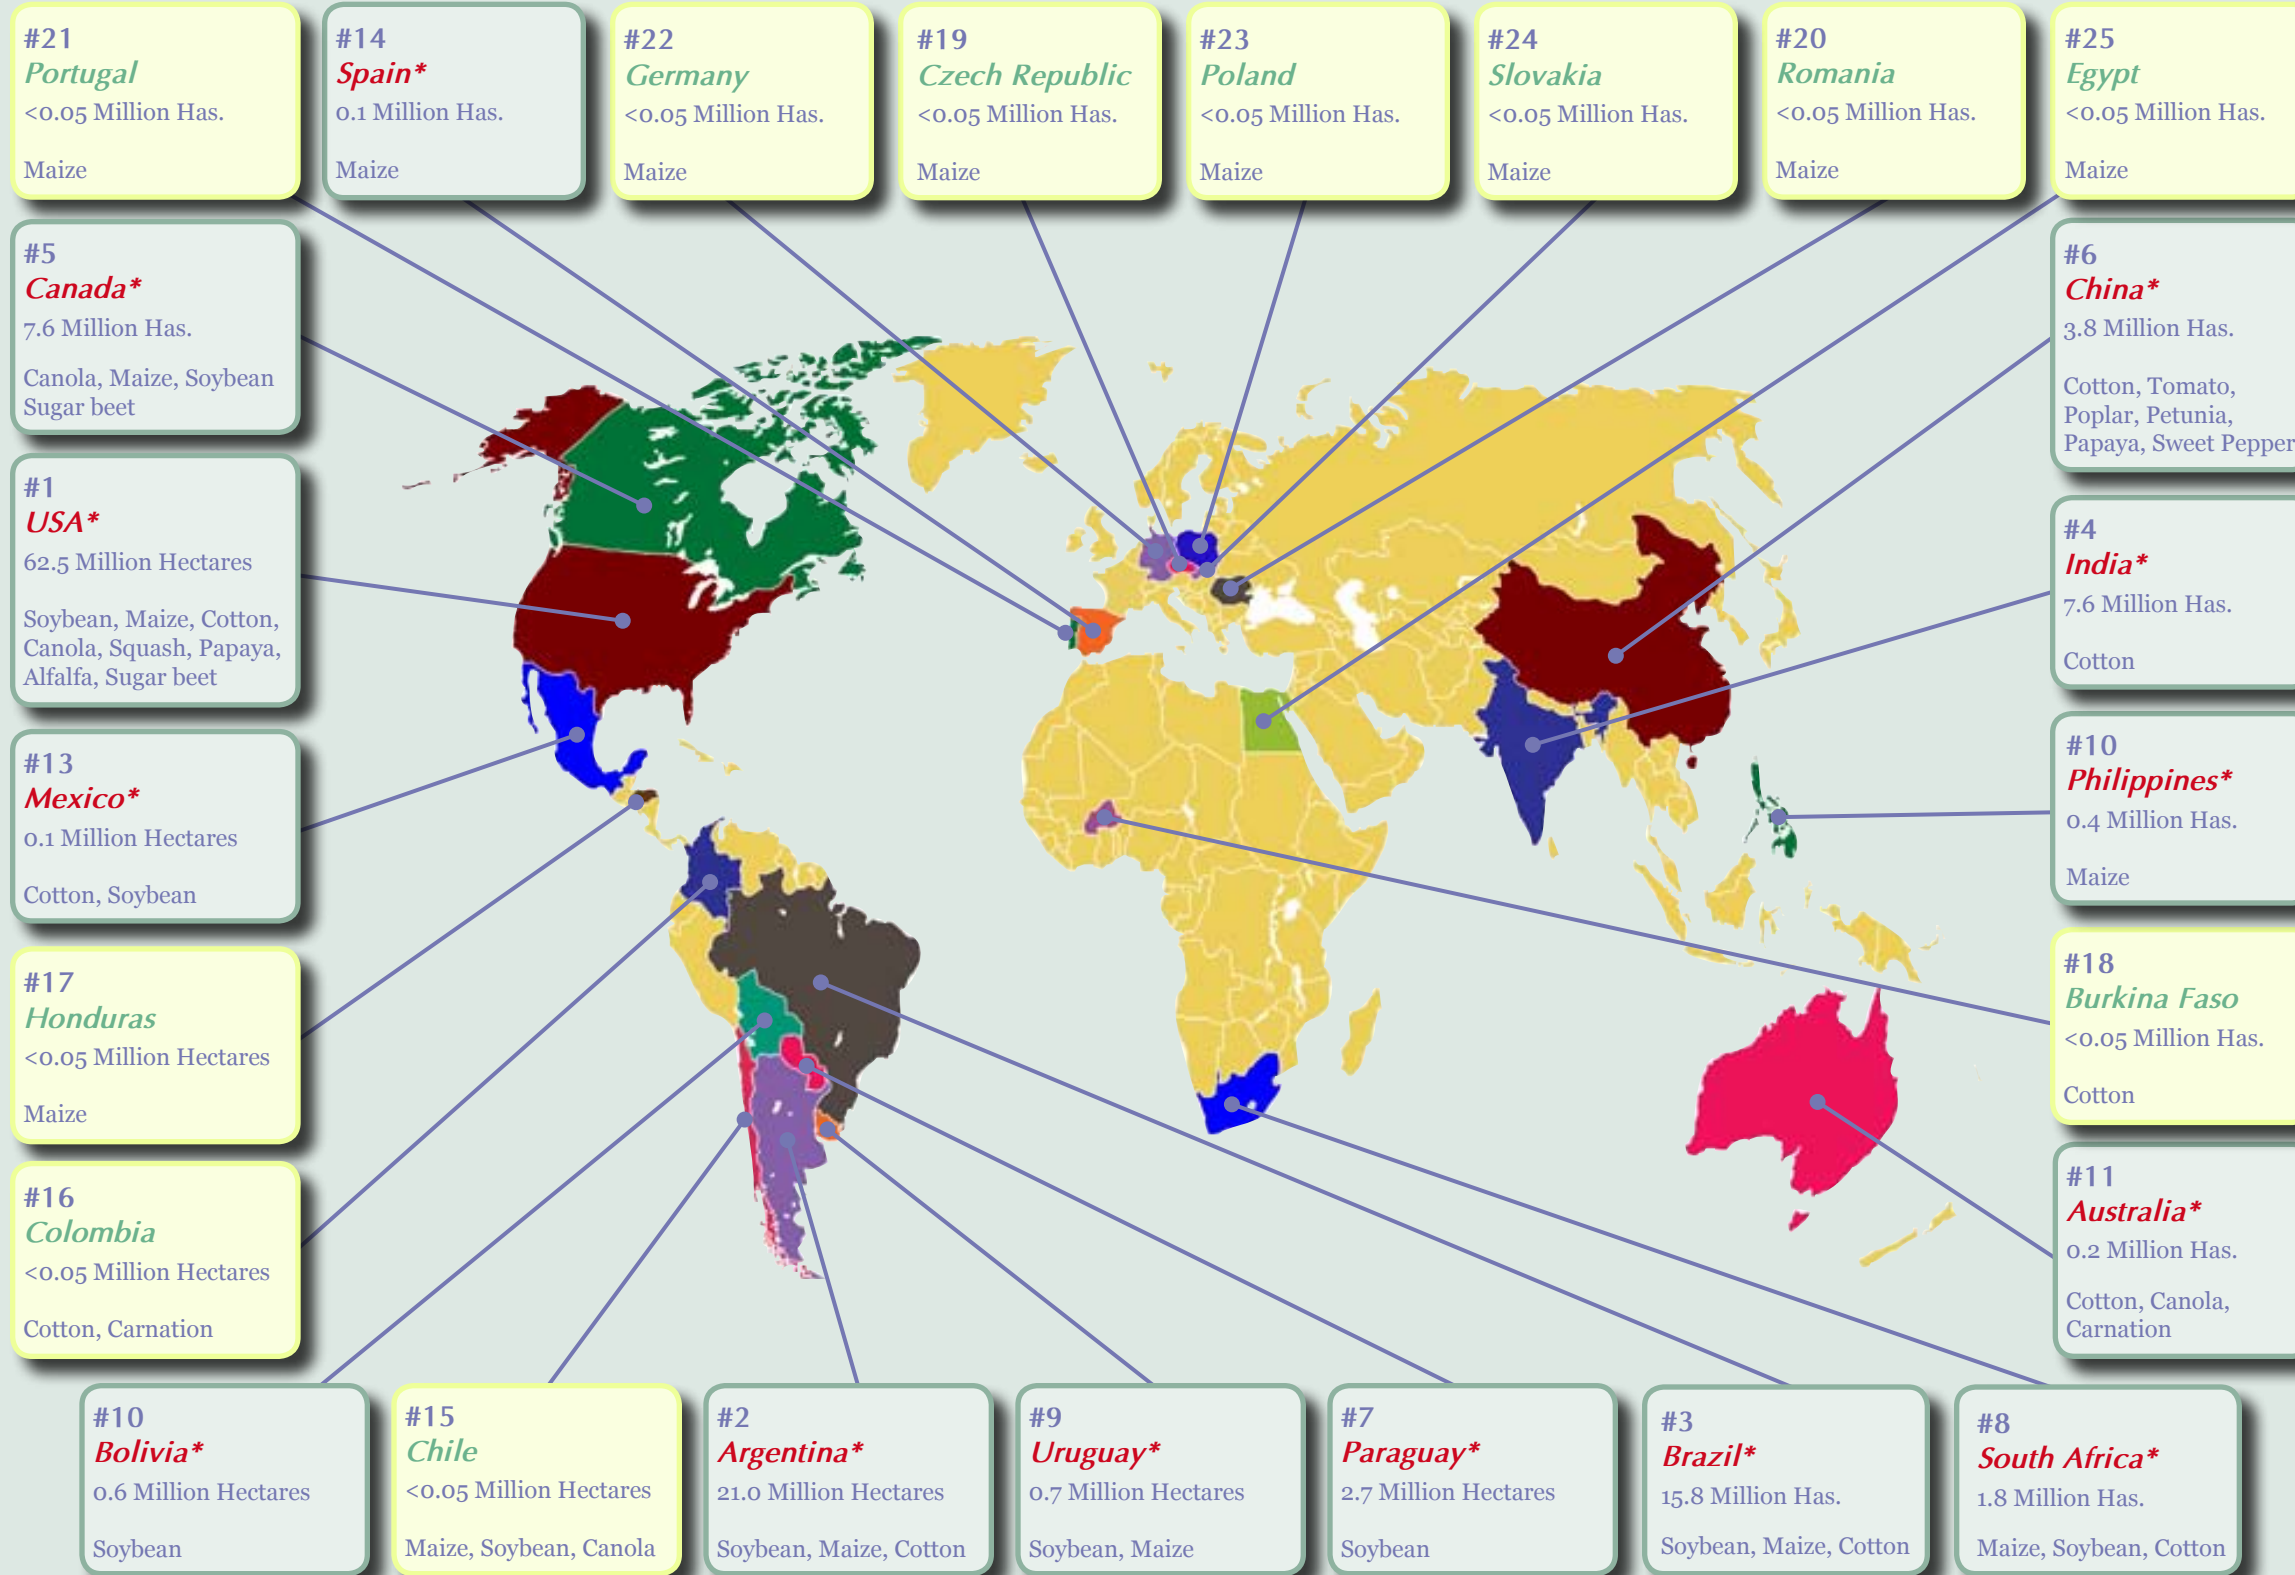 #21
Portugal
<0.05 Million Has.
Maize
#14
Spain*
0.1 Million Has.
Maize
#22
Germany
<0.05 Million Has.
Maize
#19
Czech Republic
<0.05 Million Has.
Maize
#23
Poland
<0.05 Million Has.
Maize
#24
Slovakia
<0.05 Million Has.
Maize
#20
Romania
<0.05 Million Has.
Maize
#25
Egypt
<0.05 Million Has.
Maize
#5
Canada*
7.6 Million Has.
Canola, Maize, Soybean
Sugar beet
#6
China*
3.8 Million Has.
Cotton, Tomato,
Poplar, Petunia,
Papaya, Sweet Pepper
#1
USA*
62.5 Million Hectares
Soybean, Maize, Cotton,
Canola, Squash, Papaya,
Alfalfa, Sugar beet
#4
India*
7.6 Million Has.
Cotton
#13
Mexico*
0.1 Million Hectares
Cotton, Soybean
#10
Philippines*
0.4 Million Has.
Maize
#17
Honduras
<0.05 Million Hectares
Maize
#18
Burkina Faso
<0.05 Million Has.
Cotton
#16
Colombia
<0.05 Million Hectares
Cotton, Carnation
#11
Australia*
0.2 Million Has.
Cotton, Canola,
Carnation
#10
Bolivia*
0.6 Million Hectares
Soybean
#15
Chile
<0.05 Million Hectares
Maize, Soybean, Canola
#2
Argentina*
21.0 Million Hectares
Soybean, Maize, Cotton
#9
Uruguay*
0.7 Million Hectares
Soybean, Maize
#7
Paraguay*
2.7 Million Hectares
Soybean
#3
Brazil*
15.8 Million Has.
Soybean, Maize, Cotton
#8
South Africa*
1.8 Million Has.
Maize, Soybean, Cotton